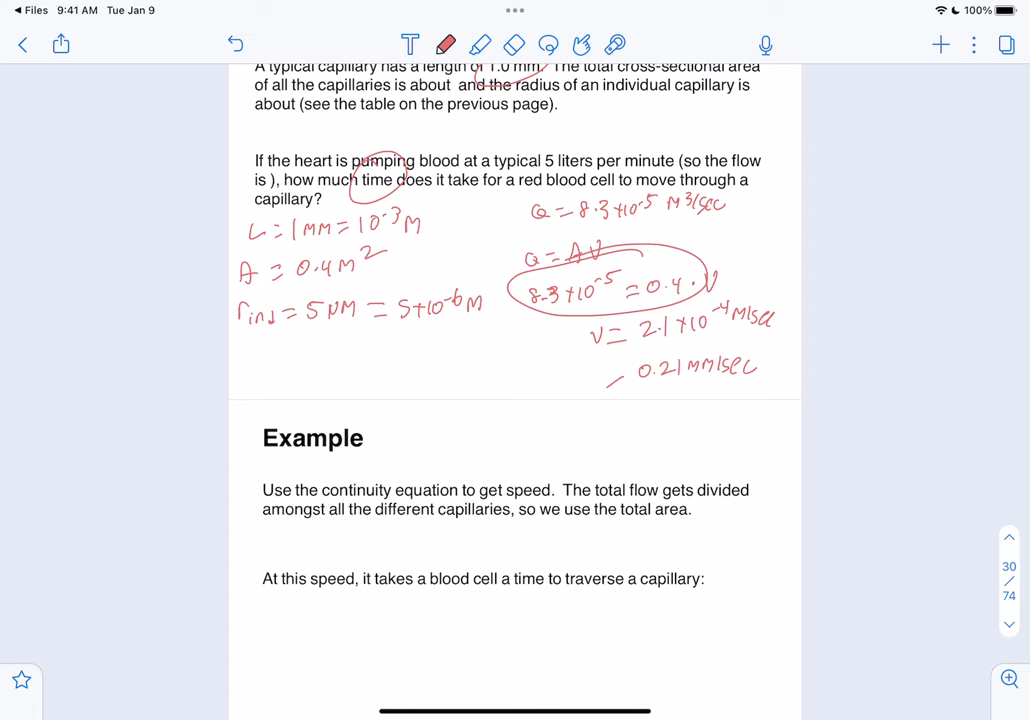 Files 9:41 AM Tue Jan 9
100%
A typical capillary has a length of 1.0 mm. The total cross-sectional area
of all the capillaries is about and the radius of an individual capillary is
about (see the table on the previous page).
If the heart is pumping blood at a typical 5 liters per minute (so the flow
is ), how much time does it take for a red blood cell to move through a
capillary?
L = 1 MM = 10^-3 M
A = 0.4 M^2
r_ind = 5 μM = 5×10^-6 M
Q = 8.3×10^-5 M^3/sec
Q = AV
8.3×10^-5 = 0.4 · V
V = 2.1×10^-4 M/sec
= 0.21 MM/sec
Example
Use the continuity equation to get speed. The total flow gets divided
amongst all the different capillaries, so we use the total area.
At this speed, it takes a blood cell a time to traverse a capillary:
30
/
74